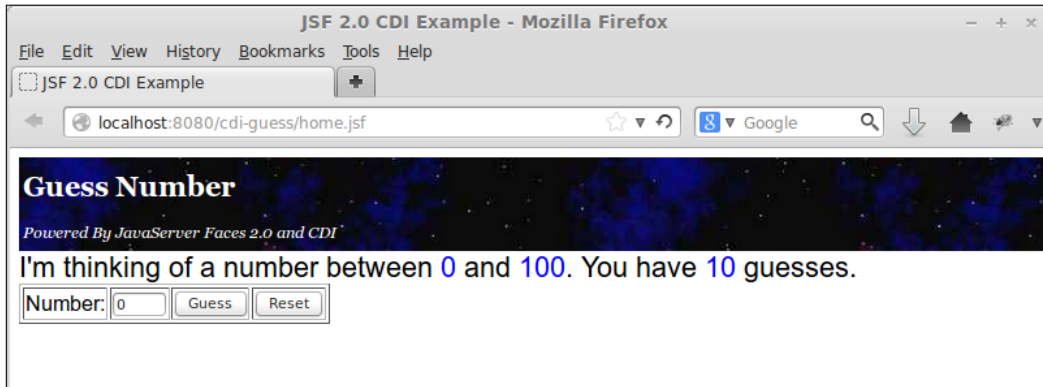 JSF 2.0 CDI Example - Mozilla Firefox
File Edit View History Bookmarks Tools Help
JSF 2.0 CDI Example
localhost:8080/cdi-guess/home.jsf
8 Google
Guess Number
Powered By JavaServer Faces 2.0 and CDI
I'm thinking of a number between 0 and 100. You have 10 guesses.
Number: 0 Guess Reset